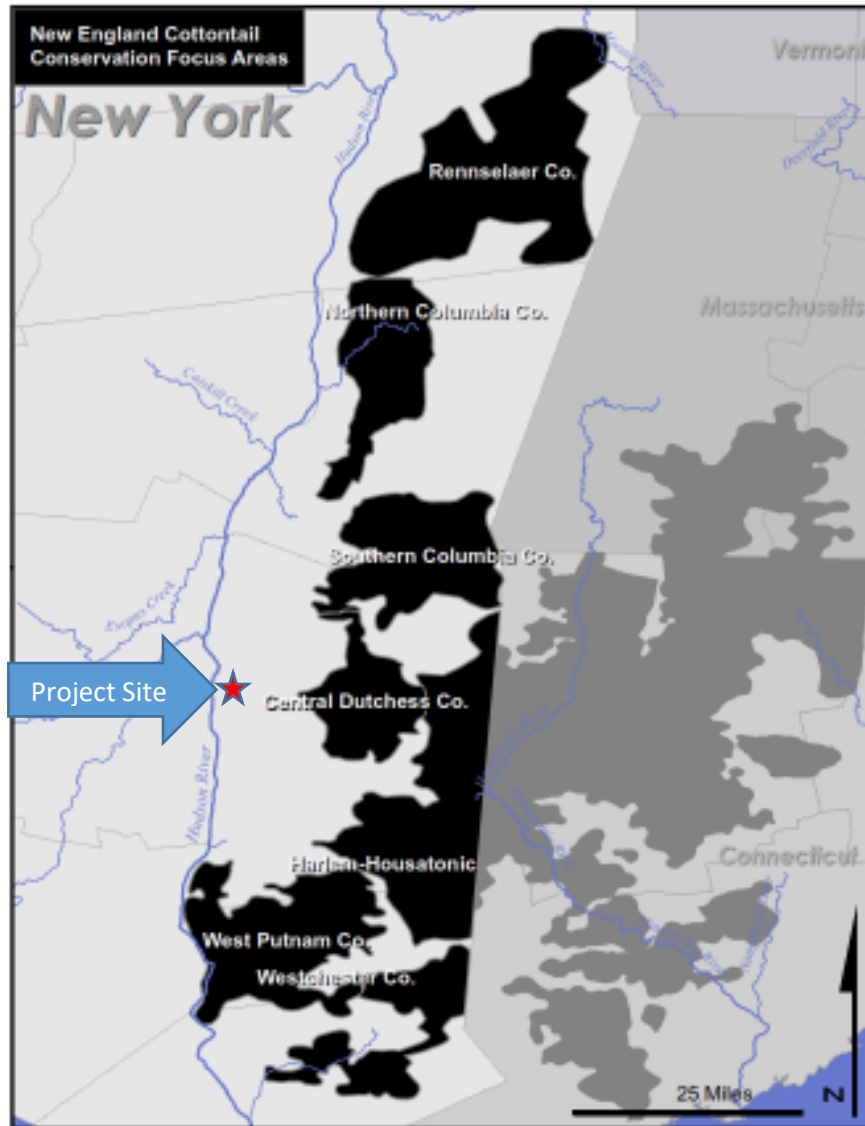 New England Cottontail
Conservation Focus Areas
New York
Vermont
Hudson River
Deerfield River
Rennselaer Co.
Northern Columbia Co.
Massachusetts
Catskill Creek
Southern Columbia Co.
Project Site
Central Dutchess Co.
Hudson River
Harlem-Housatonic
Connecticut
West Putnam Co.
Westchester Co.
25 Miles
N